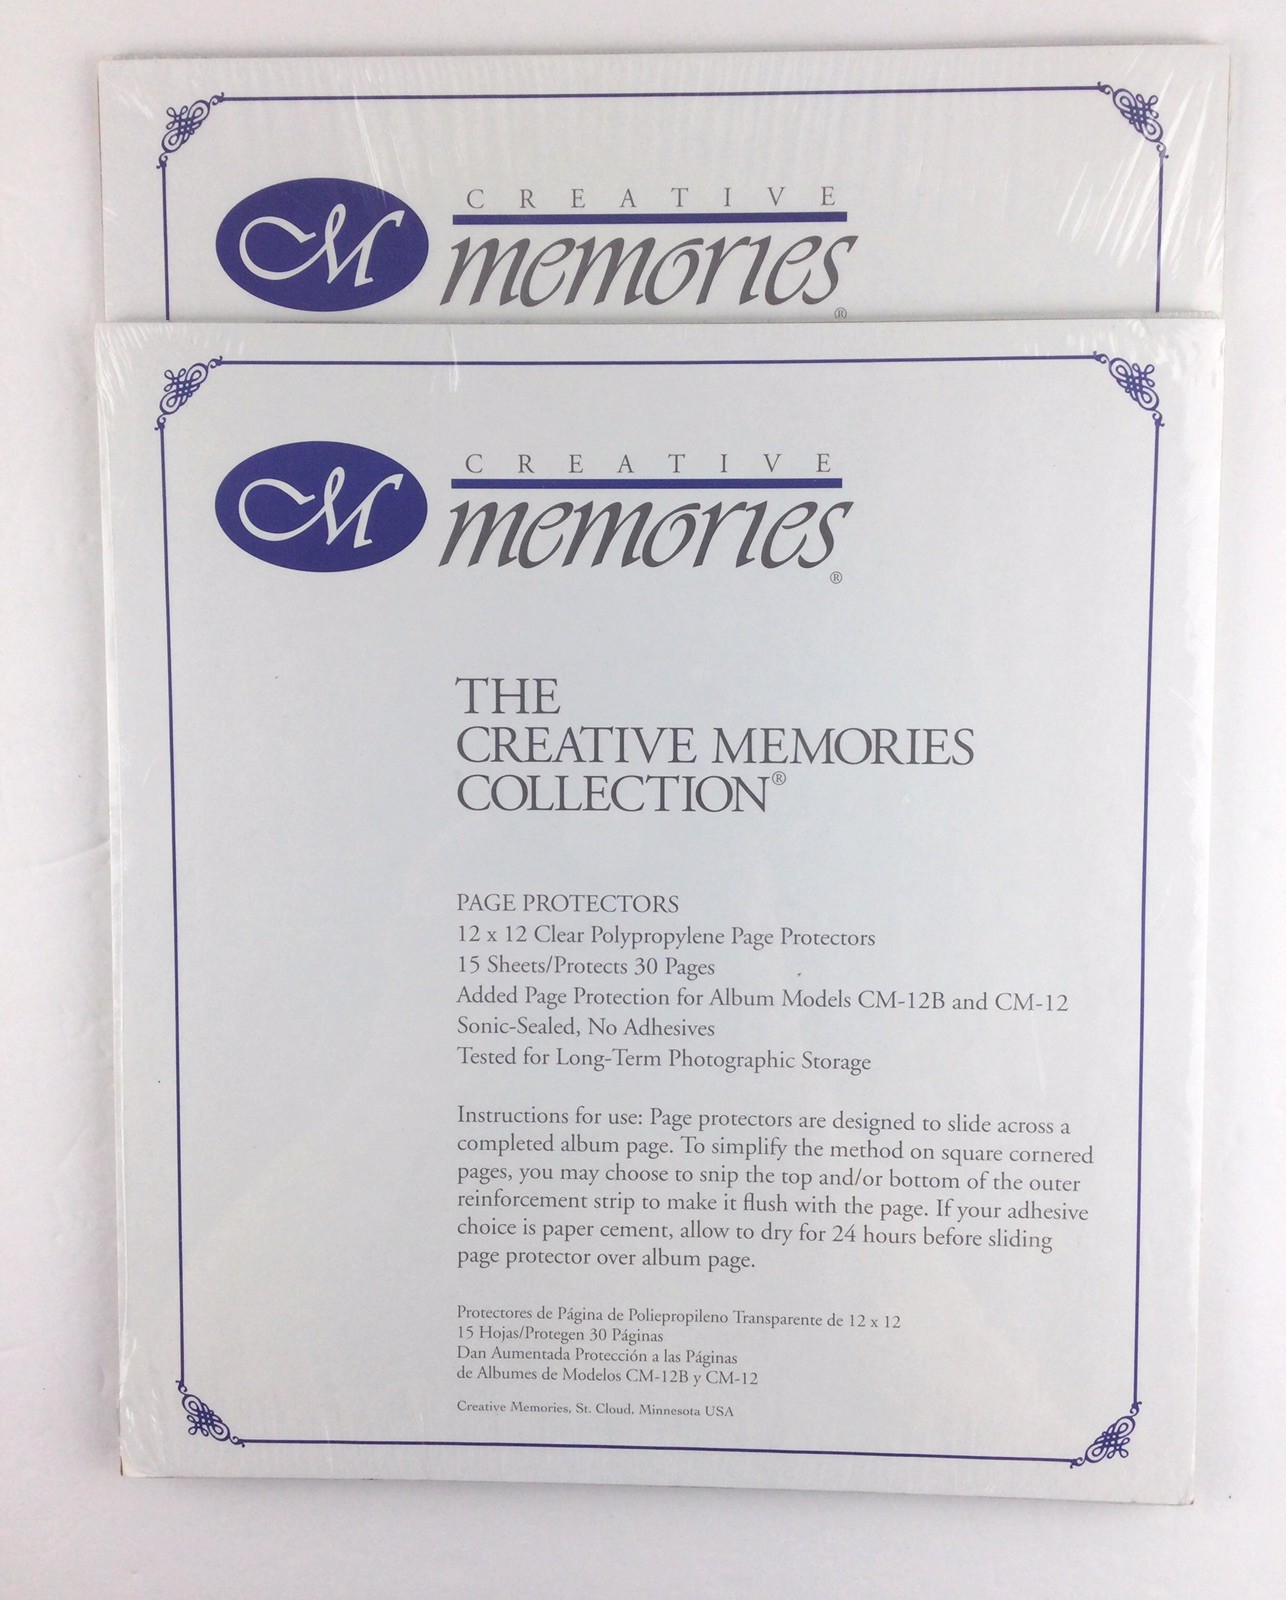 M
CREATIVE
memories®
M
CREATIVE
memories®
THE
CREATIVE MEMORIES
COLLECTION®
PAGE PROTECTORS
12 x 12 Clear Polypropylene Page Protectors
15 Sheets/Protects 30 Pages
Added Page Protection for Album Models CM-12B and CM-12
Sonic-Sealed, No Adhesives
Tested for Long-Term Photographic Storage
Instructions for use: Page protectors are designed to slide across a
completed album page. To simplify the method on square cornered
pages, you may choose to snip the top and/or bottom of the outer
reinforcement strip to make it flush with the page. If your adhesive
choice is paper cement, allow to dry for 24 hours before sliding
page protector over album page.
Protectores de Página de Poliepropileno Transparente de 12 x 12
15 Hojas/Protegen 30 Páginas
Dan Aumentada Protección a las Páginas
de Albumes de Modelos CM-12B y CM-12
Creative Memories, St. Cloud, Minnesota USA